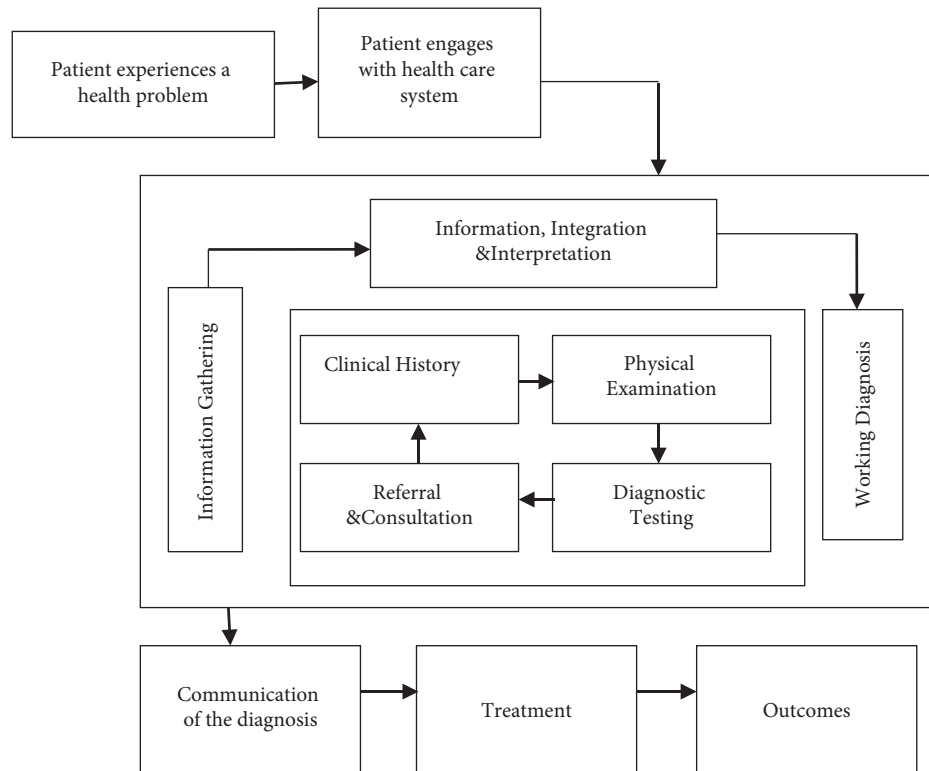 Patient experiences a
health problem
Patient engages
with health care
system
Information, Integration
&Interpretation
Information Gathering
Clinical History
Physical
Examination
Referral
&Consultation
Diagnostic
Testing
Working Diagnosis
Communication
of the diagnosis
Treatment
Outcomes